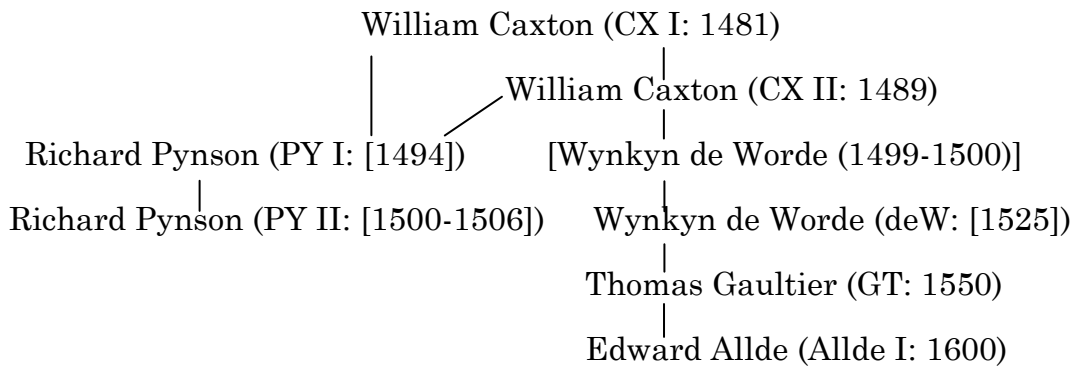 William Caxton (CX I: 1481)
William Caxton (CX II: 1489)
Richard Pynson (PY I: [1494]) [Wynkyn de Worde (1499-1500)]
Richard Pynson (PY II: [1500-1506]) Wynkyn de Worde (deW: [1525])
Thomas Gaultier (GT: 1550)
Edward Allde (Allde I: 1600)